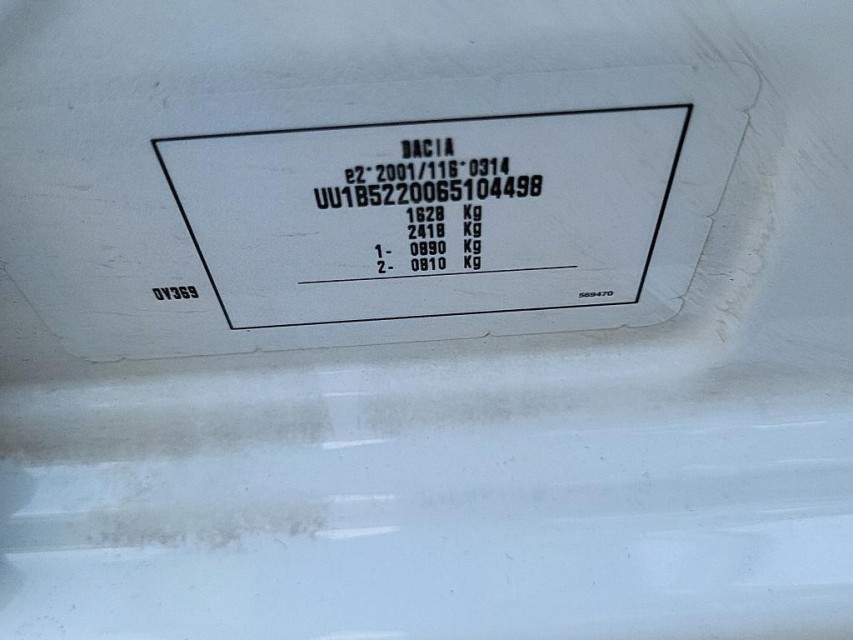 DACIA
e2*2001/116*0314
UU1B5220065104498
1628 Kg
2418 Kg
1- 0890 Kg
2- 0810 Kg
0V369
569470